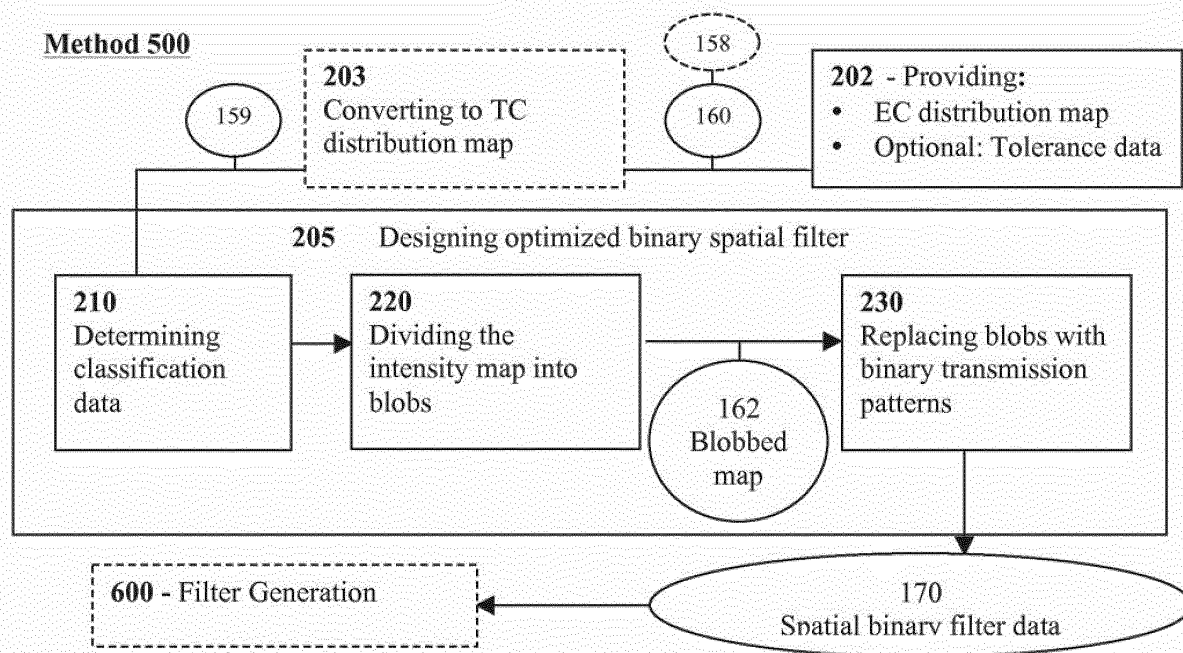 Method 500
158
203
Converting to TC
distribution map
159
160
202 - Providing:
• EC distribution map
• Optional: Tolerance data
205 Designing optimized binary spatial filter
210
Determining
classification
data
220
Dividing the
intensity map into
blobs
162
Blobbed
map
230
Replacing blobs with
binary transmission
patterns
600 - Filter Generation
170
Spatial binary filter data